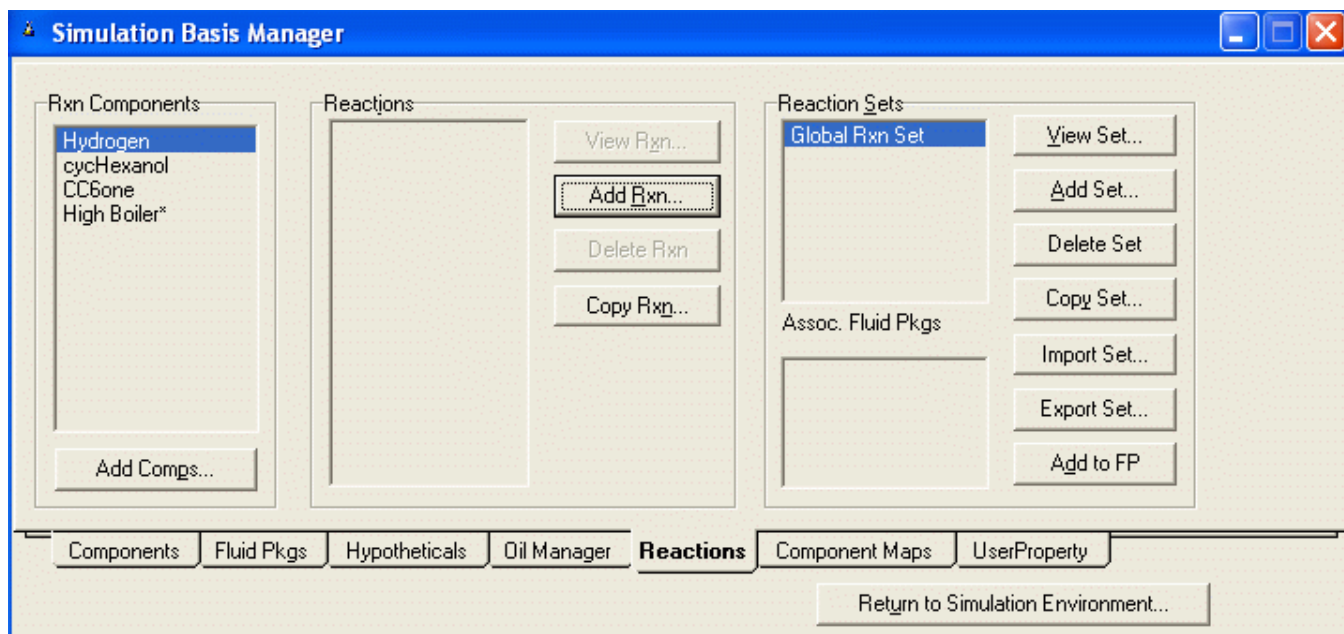 Simulation Basis Manager
Rxn Components
Hydrogen
cycHexanol
CC6one
High Boiler*
Add Comps...
Reactions
View Rxn...
Add Rxn...
Delete Rxn
Copy Rxn...
Reaction Sets
Global Rxn Set
Assoc. Fluid Pkgs
View Set...
Add Set...
Delete Set
Copy Set...
Import Set...
Export Set...
Add to FP
Components Fluid Pkgs Hypotheticals Oil Manager Reactions Component Maps UserProperty
Return to Simulation Environment...